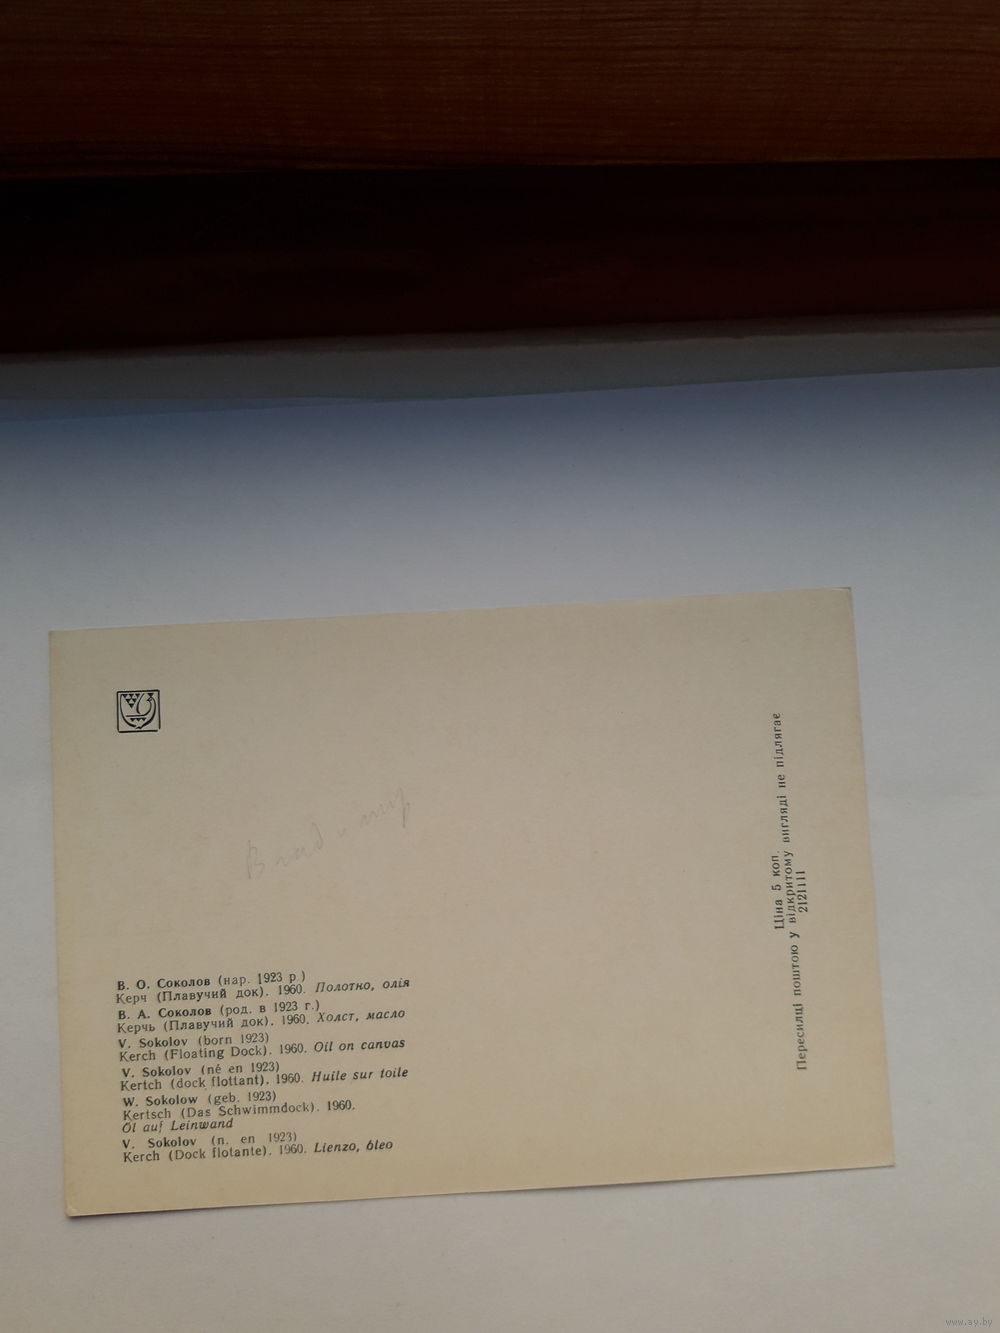 В. О. Соколов (нар. 1923 р.)
Керч (Плавучий док). 1960. Полотно, олія
В. А. Соколов (род. в 1923 г.)
Керчь (Плавучий док). 1960. Холст, масло
V. Sokolov (born 1923)
Kerch (Floating Dock). 1960. Oil on canvas
V. Sokolov (né en 1923)
Kertch (dock flottant). 1960. Huile sur toile
W. Sokolow (geb. 1923)
Kertsch (Das Schwimmdock). 1960.
Öl auf Leinwand
V. Sokolov (n. en 1923)
Kerch (Dock flotante). 1960. Lienzo, óleo
Ціна 5 коп.
Пересилці поштою у відкритому вигляді не підлягає
2121111
www.ay.by